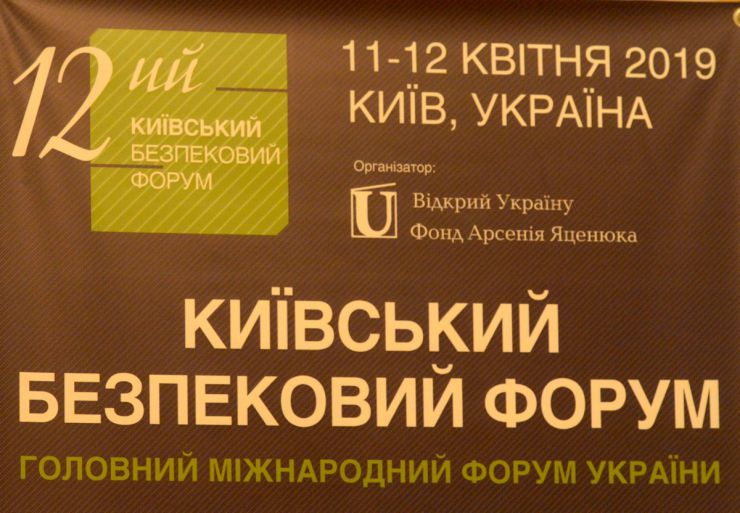 12ий
КИЇВСЬКИЙ
БЕЗПЕКОВИЙ
ФОРУМ
11-12 КВІТНЯ 2019
КИЇВ, УКРАЇНА
Організатор:
U
Відкрий Україну
Фонд Арсенія Яценюка
КИЇВСЬКИЙ
БЕЗПЕКОВИЙ ФОРУМ
ГОЛОВНИЙ МІЖНАРОДНИЙ ФОРУМ УКРАЇНИ